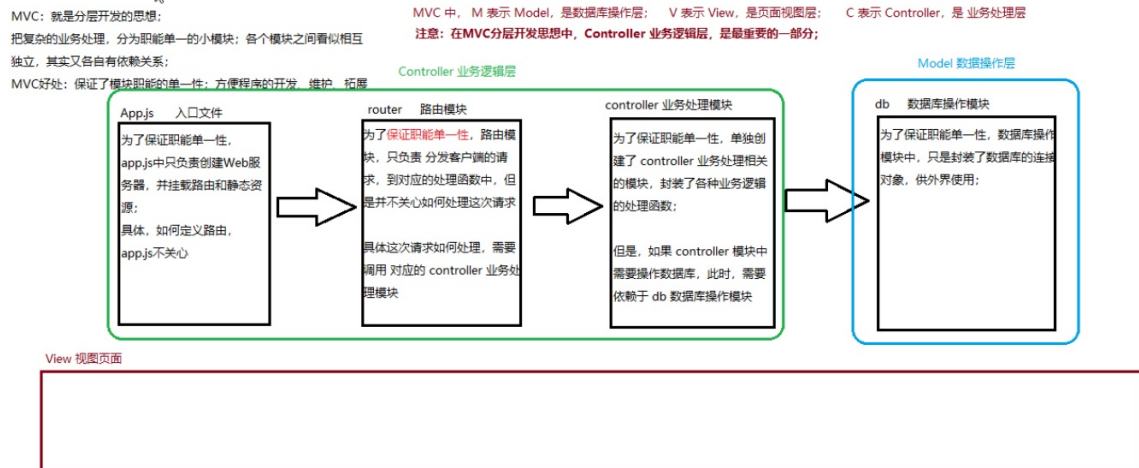 MVC：就是分层开发的思想；
把复杂的业务处理，分为职能单一的小模块；各个模块之间看似相互
独立，其实又各自有依赖关系；
MVC好处：保证了模块职能的单一性；方便程序的开发、维护、拓展
MVC 中， M 表示 Model，是数据库操作层； V 表示 View，是页面视图层； C 表示 Controller，是 业务处理层
注意：在MVC分层开发思想中，Controller 业务逻辑层，是最重要的一部分；
Controller 业务逻辑层
Model 数据操作层
App.js 入口文件
为了保证职能单一性，
app.js中只负责创建Web服
务器，并挂载路由和静态资
源；
具体，如何定义路由，
app.js不关心
router 路由模块
为了保证职能单一性，路由模
块，只负责 分发客户端的请
求，到对应的处理函数中，但
是并不关心如何处理这次请求
具体这次请求如何处理，需要
调用 对应的 controller 业务处
理模块
controller 业务处理模块
为了保证职能单一性，单独创
建了 controller 业务处理相关
的模块，封装了各种业务逻辑
的处理函数；
但是，如果 controller 模块中
需要操作数据库，此时，需要
依赖于 db 数据库操作模块
db 数据库操作模块
为了保证职能单一性，数据库操作
模块中，只是封装了数据库的连接
对象，供外界使用；
View 视图页面